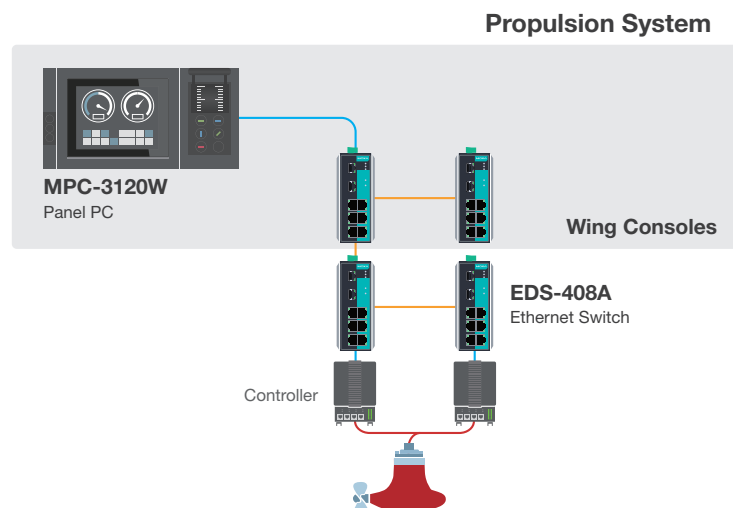 Propulsion System
MPC-3120W
Panel PC
Wing Consoles
EDS-408A
Ethernet Switch
Controller